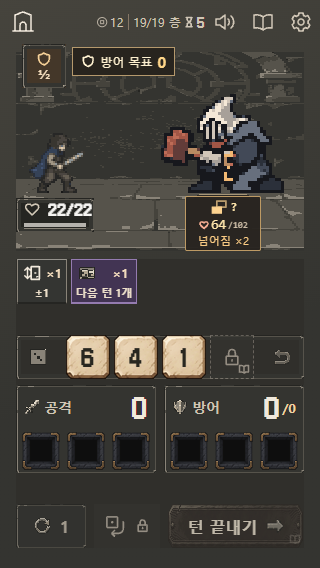 12 19/19 층 5
½
방어 목표 0
22/22
?
64/102
넘어짐 ×2
×1
±1
×1
다음 턴 1개
6 4 1
공격 0
방어 0/0
1
턴 끝내기